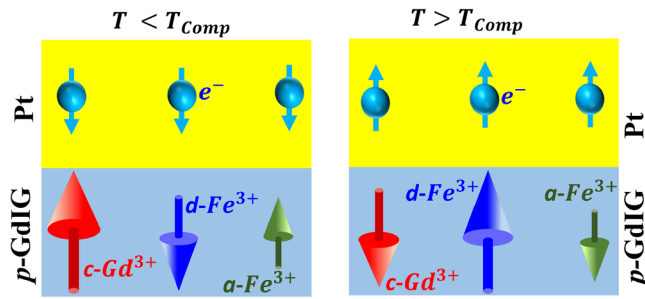 T < T_Comp
T > T_Comp
Pt
e⁻
e⁻
Pt
p-GdIG
c-Gd³⁺
d-Fe³⁺
a-Fe³⁺
d-Fe³⁺
a-Fe³⁺
c-Gd³⁺
p-GdIG